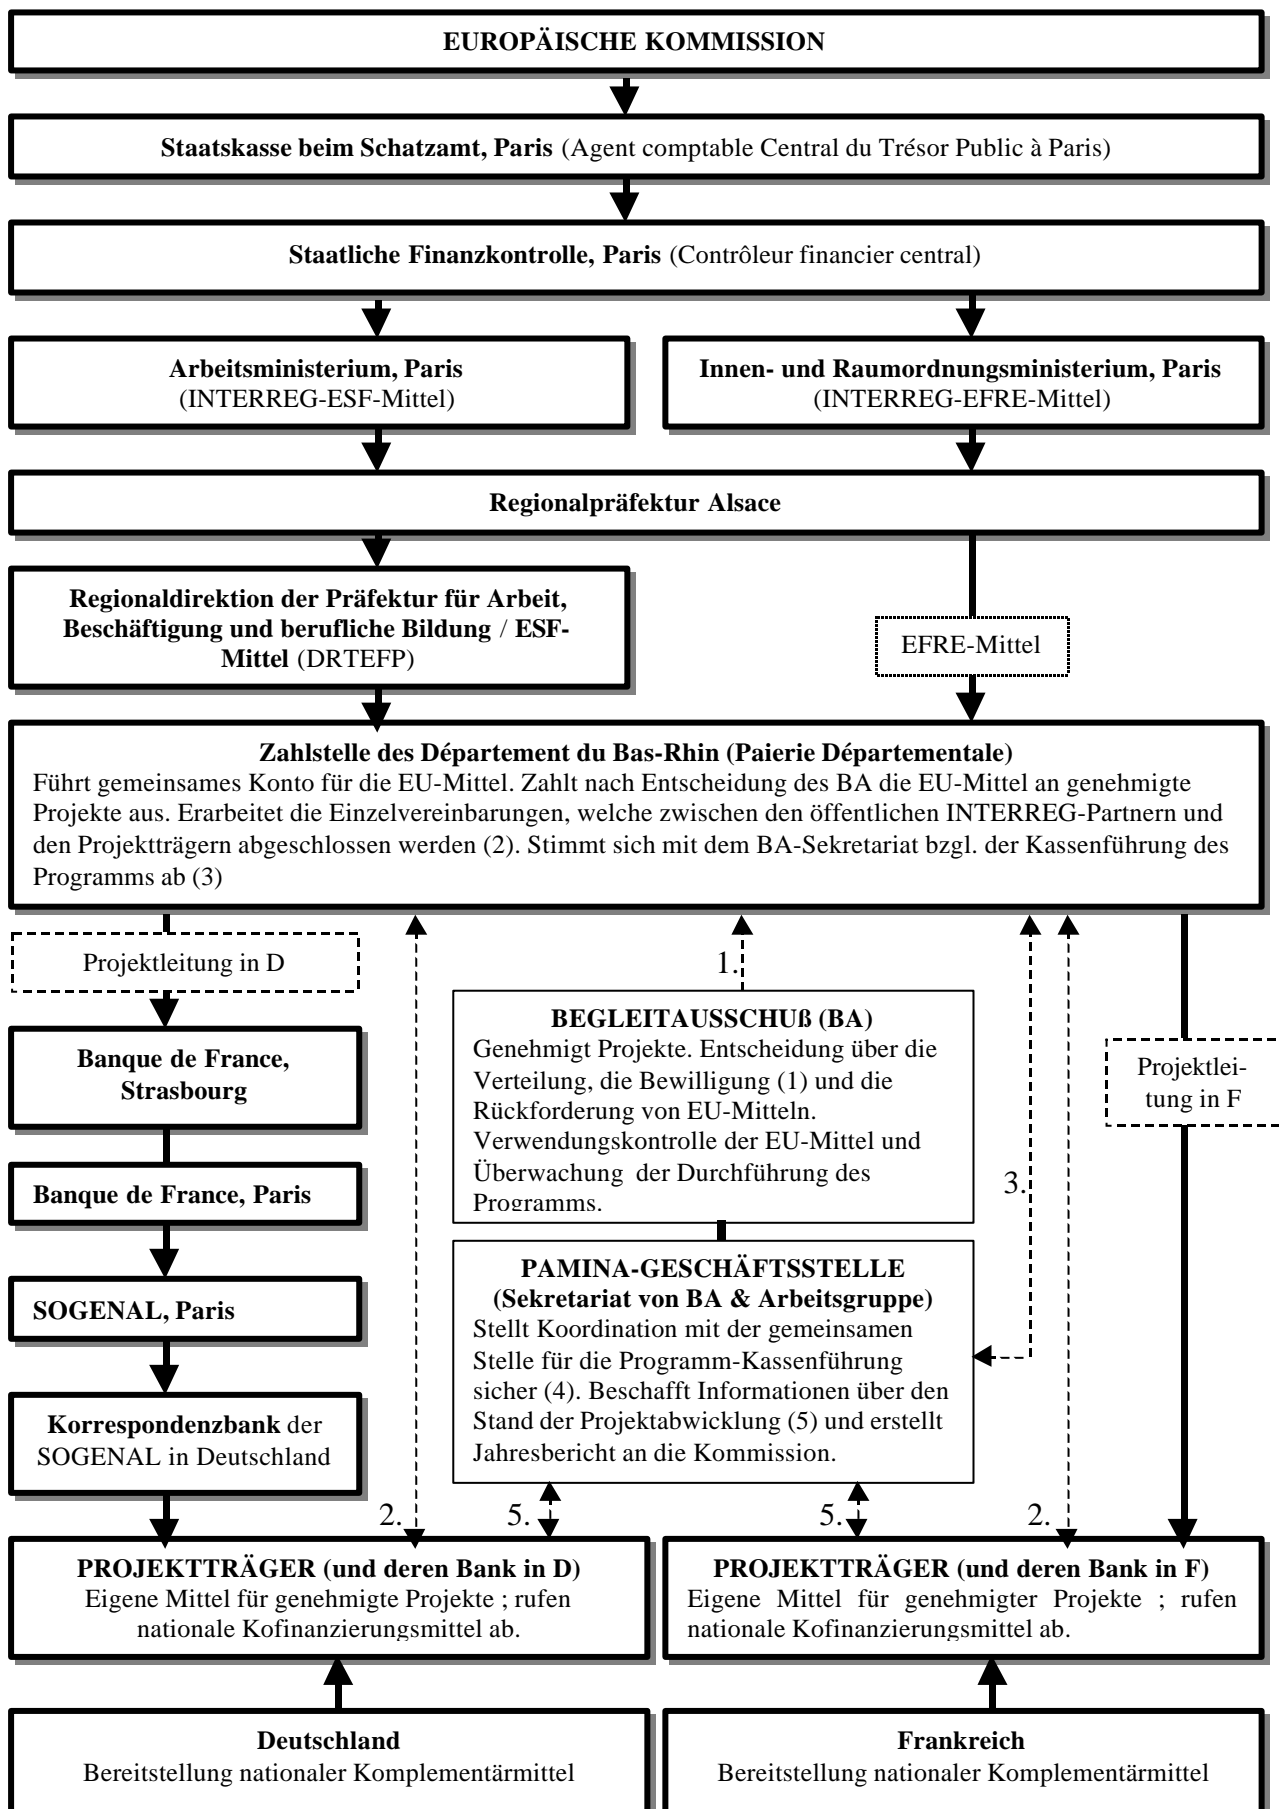 EUROPÄISCHE KOMMISSION
Staatskasse beim Schatzamt, Paris (Agent comptable Central du Trésor Public à Paris)
Staatliche Finanzkontrolle, Paris (Contrôleur financier central)
Arbeitsministerium, Paris
(INTERREG-ESF-Mittel)
Innen- und Raumordnungsministerium, Paris
(INTERREG-EFRE-Mittel)
Regionalpräfektur Alsace
Regionaldirektion der Präfektur für Arbeit,
Beschäftigung und berufliche Bildung / ESF-
Mittel (DRTEFP)
EFRE-Mittel
Zahlstelle des Département du Bas-Rhin (Paierie Départementale)
Führt gemeinsames Konto für die EU-Mittel. Zahlt nach Entscheidung des BA die EU-Mittel an genehmigte
Projekte aus. Erarbeitet die Einzelvereinbarungen, welche zwischen den öffentlichen INTERREG-Partnern und
den Projektträgern abgeschlossen werden (2). Stimmt sich mit dem BA-Sekretariat bzgl. der Kassenführung des
Programms ab (3)
Projektleitung in D
1.
Banque de France,
Strasbourg
Banque de France, Paris
SOGENAL, Paris
Korrespondenzbank der
SOGENAL in Deutschland
BEGLEITAUSSCHUß (BA)
Genehmigt Projekte. Entscheidung über die
Verteilung, die Bewilligung (1) und die
Rückforderung von EU-Mitteln.
Verwendungskontrolle der EU-Mittel und
Überwachung der Durchführung des
Programms.
Projektlei-
tung in F
3.
PAMINA-GESCHÄFTSSTELLE
(Sekretariat von BA & Arbeitsgruppe)
Stellt Koordination mit der gemeinsamen
Stelle für die Programm-Kassenführung
sicher (4). Beschafft Informationen über den
Stand der Projektabwicklung (5) und erstellt
Jahresbericht an die Kommission.
2.
5.
5.
2.
PROJEKTTRÄGER (und deren Bank in D)
Eigene Mittel für genehmigte Projekte ; rufen
nationale Kofinanzierungsmittel ab.
PROJEKTTRÄGER (und deren Bank in F)
Eigene Mittel für genehmigter Projekte ; rufen
nationale Kofinanzierungsmittel ab.
Deutschland
Bereitstellung nationaler Komplementärmittel
Frankreich
Bereitstellung nationaler Komplementärmittel